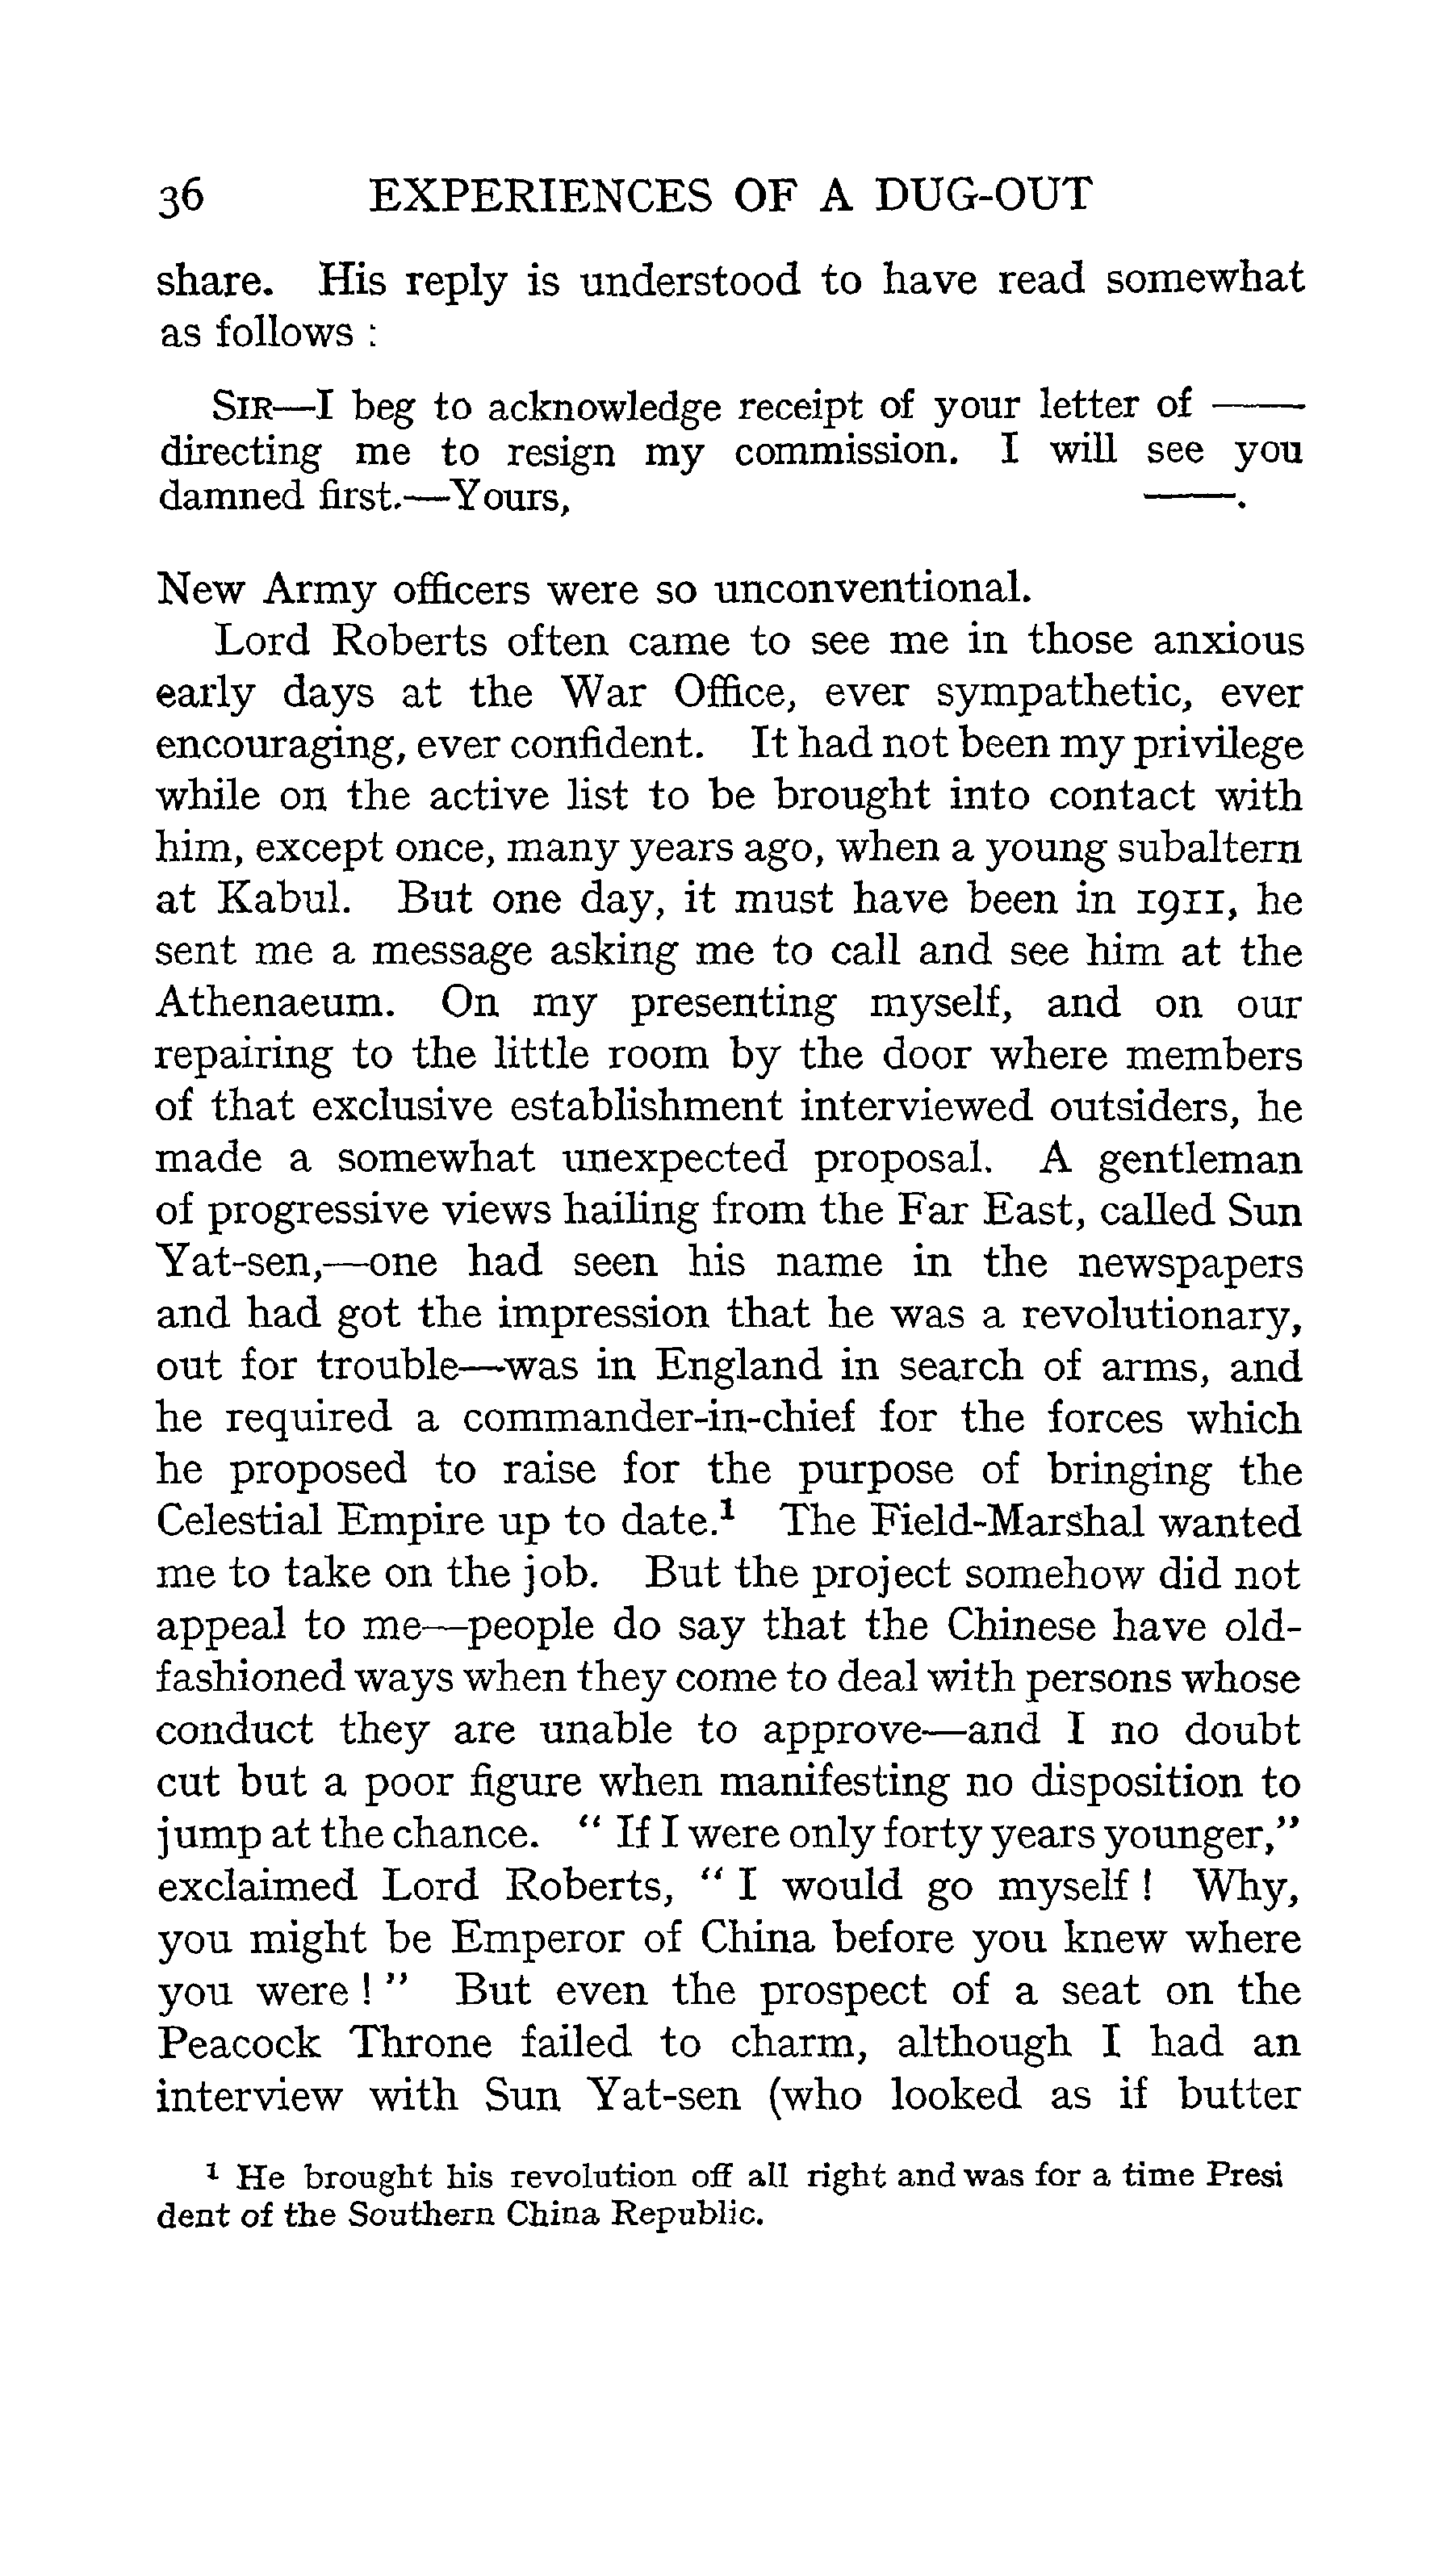 36 EXPERIENCES OF A DUG-OUT
share. His reply is understood to have read somewhat
as follows :
SIR—I beg to acknowledge receipt of your letter of ——
directing me to resign my commission. I will see you
damned first.—Yours, ——.
New Army officers were so unconventional.
Lord Roberts often came to see me in those anxious
early days at the War Office, ever sympathetic, ever
encouraging, ever confident. It had not been my privilege
while on the active list to be brought into contact with
him, except once, many years ago, when a young subaltern
at Kabul. But one day, it must have been in 1911, he
sent me a message asking me to call and see him at the
Athenaeum. On my presenting myself, and on our
repairing to the little room by the door where members
of that exclusive establishment interviewed outsiders, he
made a somewhat unexpected proposal. A gentleman
of progressive views hailing from the Far East, called Sun
Yat-sen,—one had seen his name in the newspapers
and had got the impression that he was a revolutionary,
out for trouble—was in England in search of arms, and
he required a commander-in-chief for the forces which
he proposed to raise for the purpose of bringing the
Celestial Empire up to date.¹ The Field-Marshal wanted
me to take on the job. But the project somehow did not
appeal to me—people do say that the Chinese have old-
fashioned ways when they come to deal with persons whose
conduct they are unable to approve—and I no doubt
cut but a poor figure when manifesting no disposition to
jump at the chance. “ If I were only forty years younger,”
exclaimed Lord Roberts, “ I would go myself ! Why,
you might be Emperor of China before you knew where
you were ! ” But even the prospect of a seat on the
Peacock Throne failed to charm, although I had an
interview with Sun Yat-sen (who looked as if butter
¹ He brought his revolution off all right and was for a time Presi
dent of the Southern China Republic.